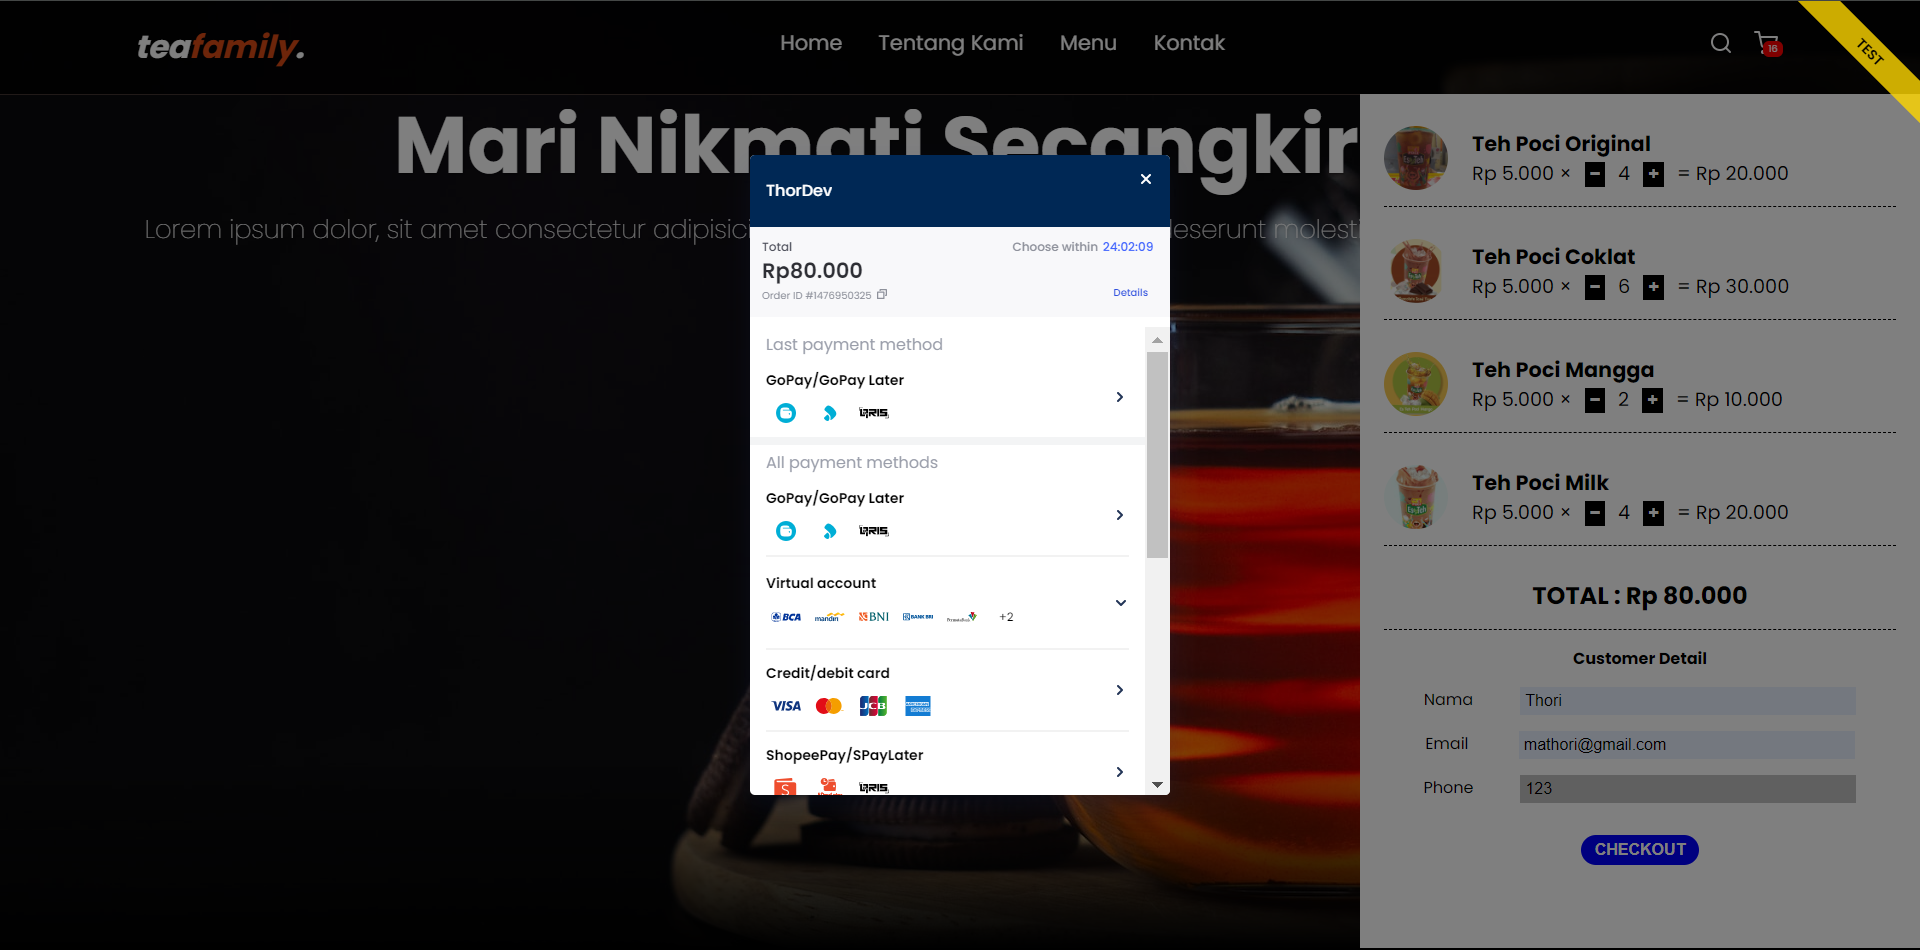 teafamily.
Home Tentang Kami Menu Kontak
16
TEST
Mari Nikmati Secangkir
Lorem ipsum dolor, sit amet consectetur adipisici
deserunt molesti
ThorDev
Total
Choose within 24:02:09
Rp80.000
Order ID #1476950325
Details
Last payment method
GoPay/GoPay Later
QRIS
All payment methods
GoPay/GoPay Later
QRIS
Virtual account
BCA mandiri BNI BANK BRI PermataBank +2
Credit/debit card
VISA JCB
ShopeePay/SPayLater
S QRIS
Teh Poci Original
Rp 5.000 × - 4 + = Rp 20.000
Teh Poci Coklat
Rp 5.000 × - 6 + = Rp 30.000
Teh Poci Mangga
Rp 5.000 × - 2 + = Rp 10.000
Teh Poci Milk
Rp 5.000 × - 4 + = Rp 20.000
TOTAL : Rp 80.000
Customer Detail
Nama Thori
Email mathori@gmail.com
Phone 123
CHECKOUT